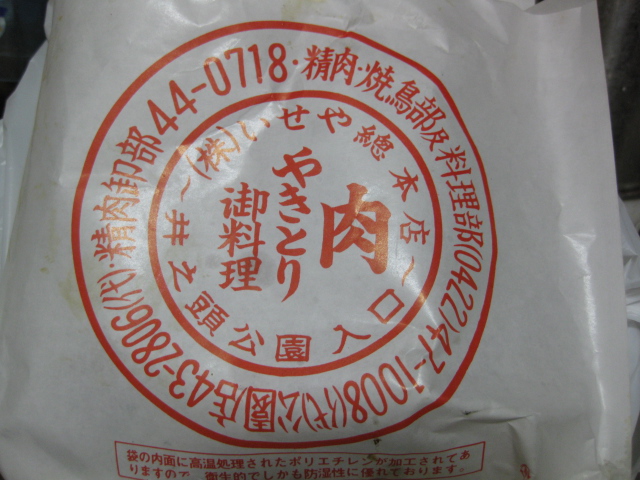 精肉・焼鳥部及料理部(0422)47-1008(代)公園店43-2806(代)・精肉卸部44-0718・
(株)いせや總本店
井之頭公園入口
肉
やきとり
御料理
袋の内面に高温処理されたポリエチレンが加工されてあ
りますので 衛生的でしかも防湿性に優れております。